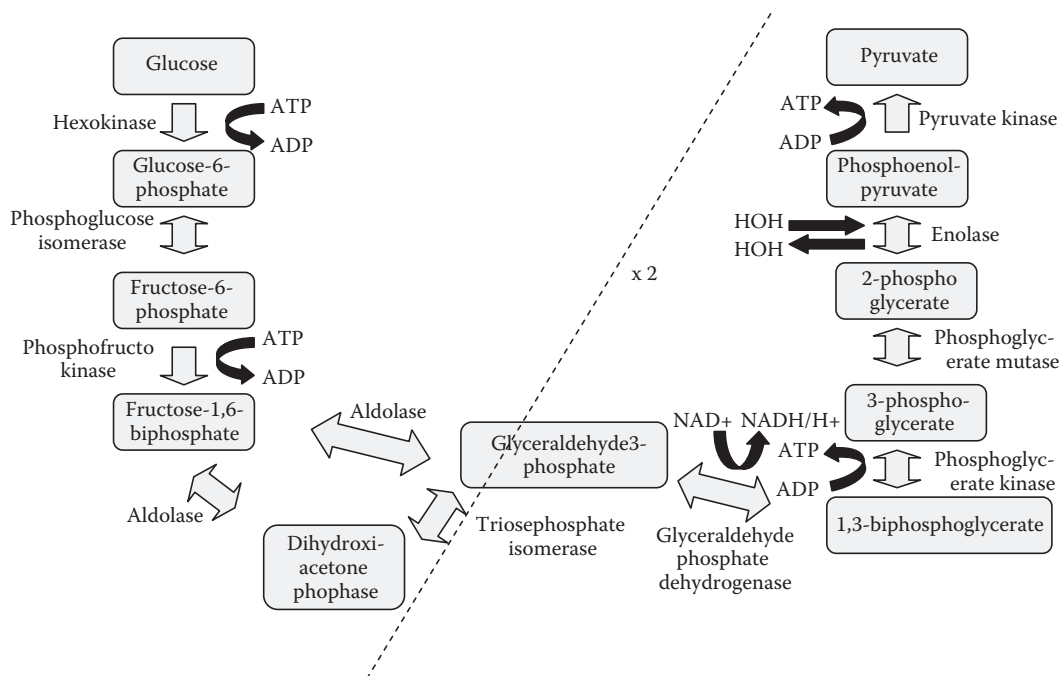 Glucose
Hexokinase
ATP
ADP
Glucose-6-
phosphate
Phosphoglucose
isomerase
Fructose-6-
phosphate
Phosphofructo
kinase
ATP
ADP
Fructose-1,6-
biphosphate
Aldolase
Aldolase
Dihydroxi-
acetone
phophase
Glyceraldehyde3-
phosphate
Triosephosphate
isomerase
x 2
NAD+ NADH/H+
Glyceraldehyde
phosphate
dehydrogenase
Pyruvate
ATP
ADP
Pyruvate kinase
Phosphoenol-
pyruvate
HOH
HOH
Enolase
2-phospho
glycerate
Phosphoglyc-
erate mutase
3-phospho-
glycerate
ATP
ADP
Phosphoglyc-
erate kinase
1,3-biphosphoglycerate